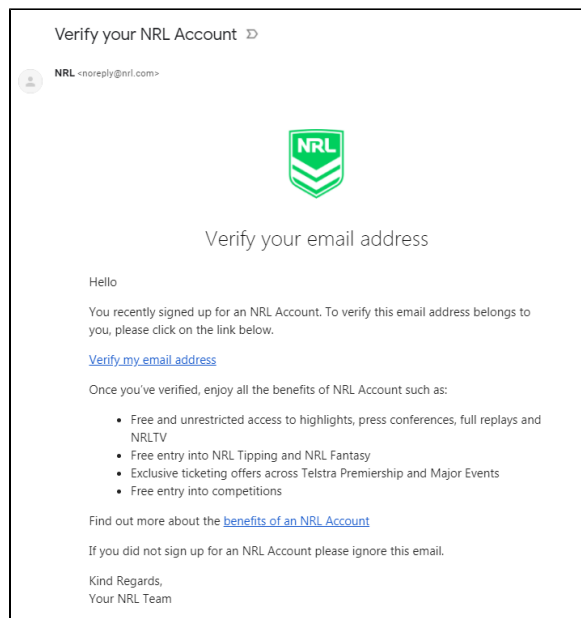 Verify your NRL Account
NRL <noreply@nrl.com>
NRL
Verify your email address
Hello
You recently signed up for an NRL Account. To verify this email address belongs to
you, please click on the link below.
Verify my email address
Once you've verified, enjoy all the benefits of NRL Account such as:
• Free and unrestricted access to highlights, press conferences, full replays and
NRLTV
• Free entry into NRL Tipping and NRL Fantasy
• Exclusive ticketing offers across Telstra Premiership and Major Events
• Free entry into competitions
Find out more about the benefits of an NRL Account
If you did not sign up for an NRL Account please ignore this email.
Kind Regards,
Your NRL Team